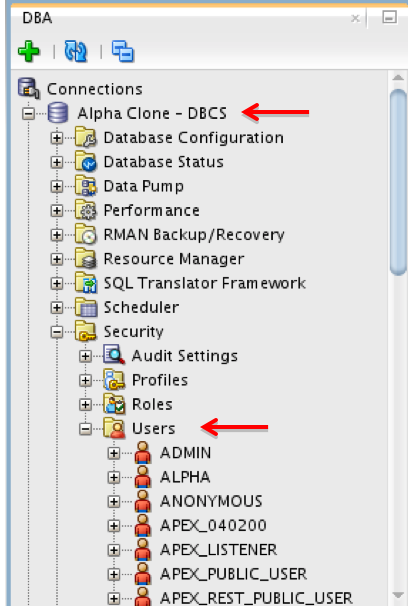 DBA
Connections
Alpha Clone - DBCS
Database Configuration
Database Status
Data Pump
Performance
RMAN Backup/Recovery
Resource Manager
SQL Translator Framework
Scheduler
Security
Audit Settings
Profiles
Roles
Users
ADMIN
ALPHA
ANONYMOUS
APEX_040200
APEX_LISTENER
APEX_PUBLIC_USER
APEX_REST_PUBLIC_USER